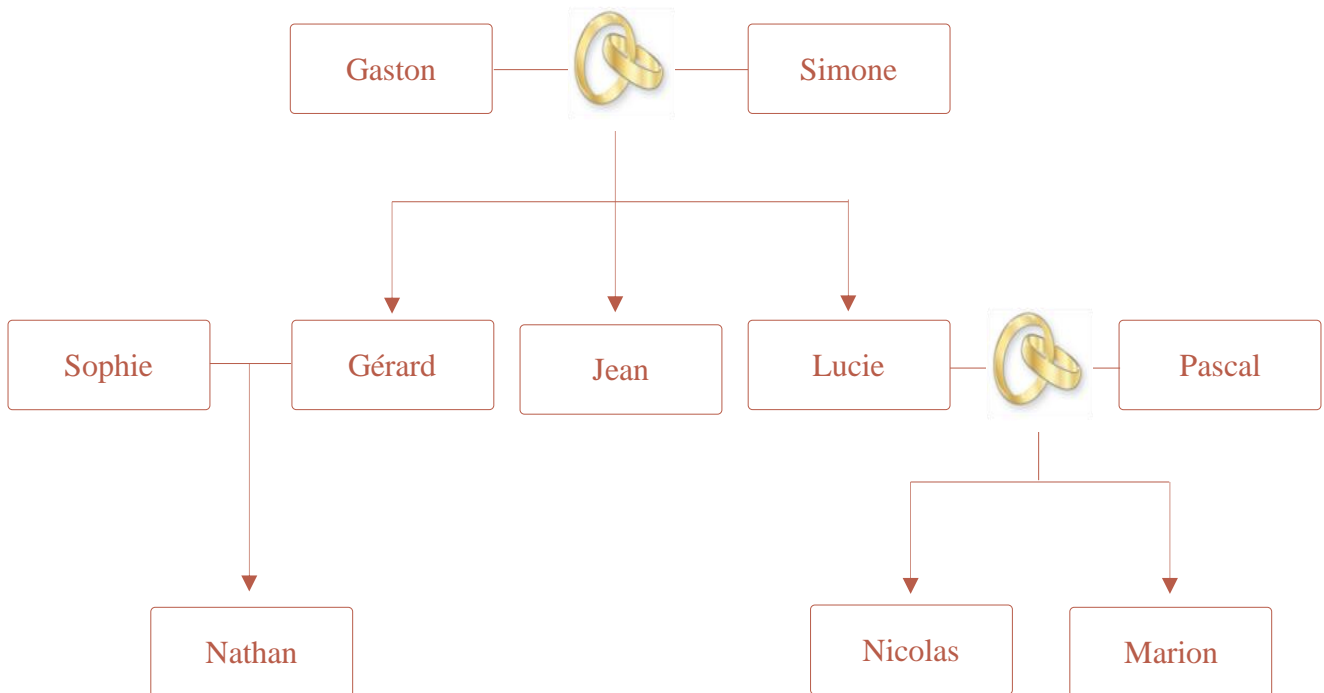 Gaston
Simone
Sophie
Gérard
Jean
Lucie
Pascal
Nathan
Nicolas
Marion